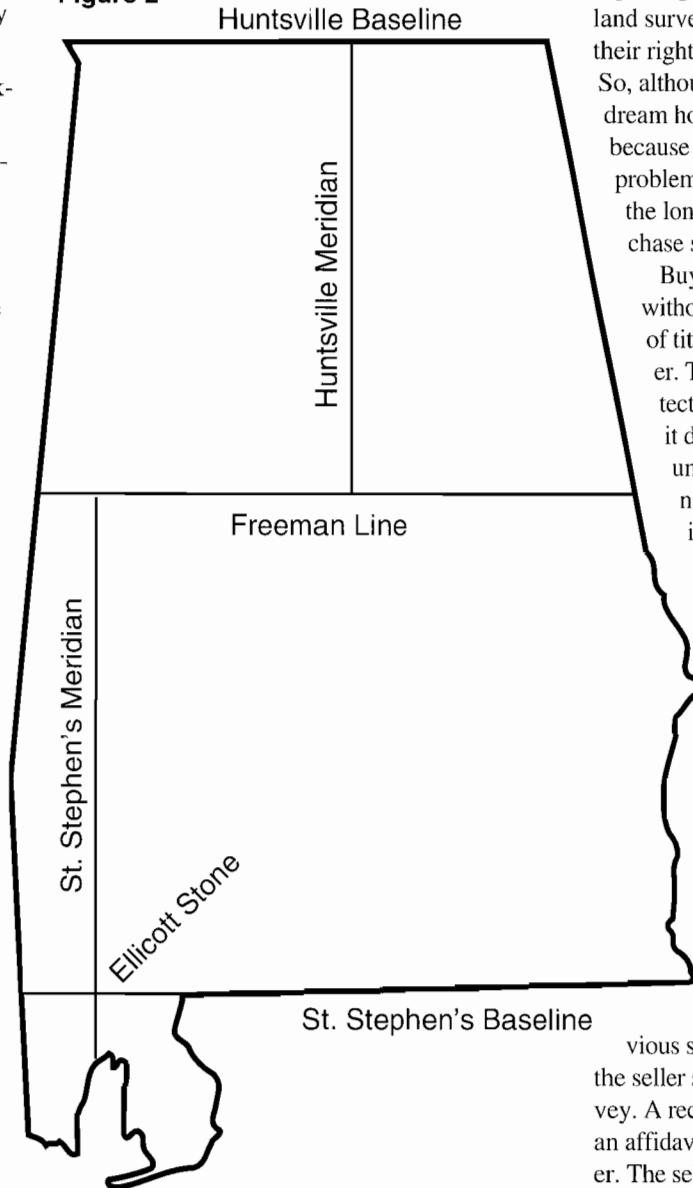 Figure 2
Huntsville Baseline
Huntsville Meridian
Freeman Line
St. Stephen's Meridian
Ellicott Stone
St. Stephen's Baseline
y
k-
land surve
their right
So, althou
dream ho
because
problem
the lon
chase s
Buy
witho
of tit
er. T
tect
it d
un
n
i
vious s
the seller
vey. A rec
an affidav
er. The se